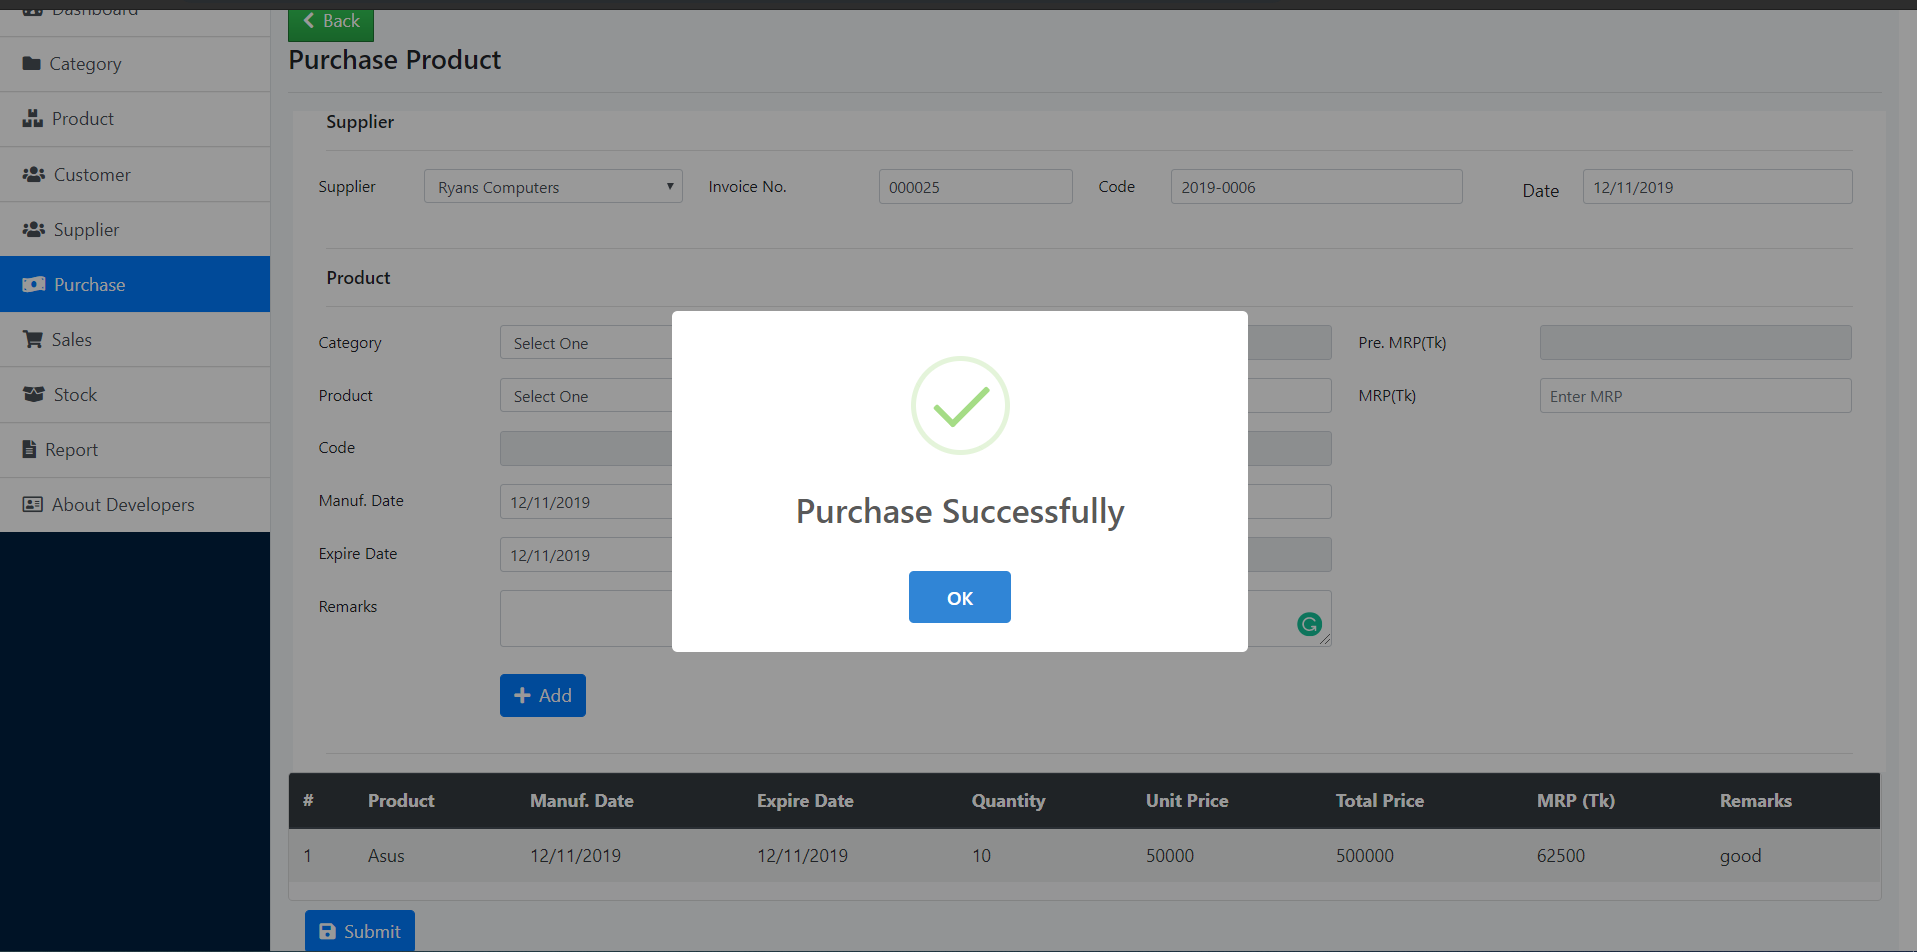 Dashboard
Category
Product
Customer
Supplier
Purchase
Sales
Stock
Report
About Developers
Back
Purchase Product
Supplier
Supplier Ryans Computers Invoice No. 000025 Code 2019-0006 Date 12/11/2019
Product
Category Select One Pre. MRP(Tk)
Product Select One MRP(Tk) Enter MRP
Code
Manuf. Date 12/11/2019
Expire Date 12/11/2019
Remarks
Purchase Successfully
OK
Add
# Product Manuf. Date Expire Date Quantity Unit Price Total Price MRP (Tk) Remarks
1 Asus 12/11/2019 12/11/2019 10 50000 500000 62500 good
Submit